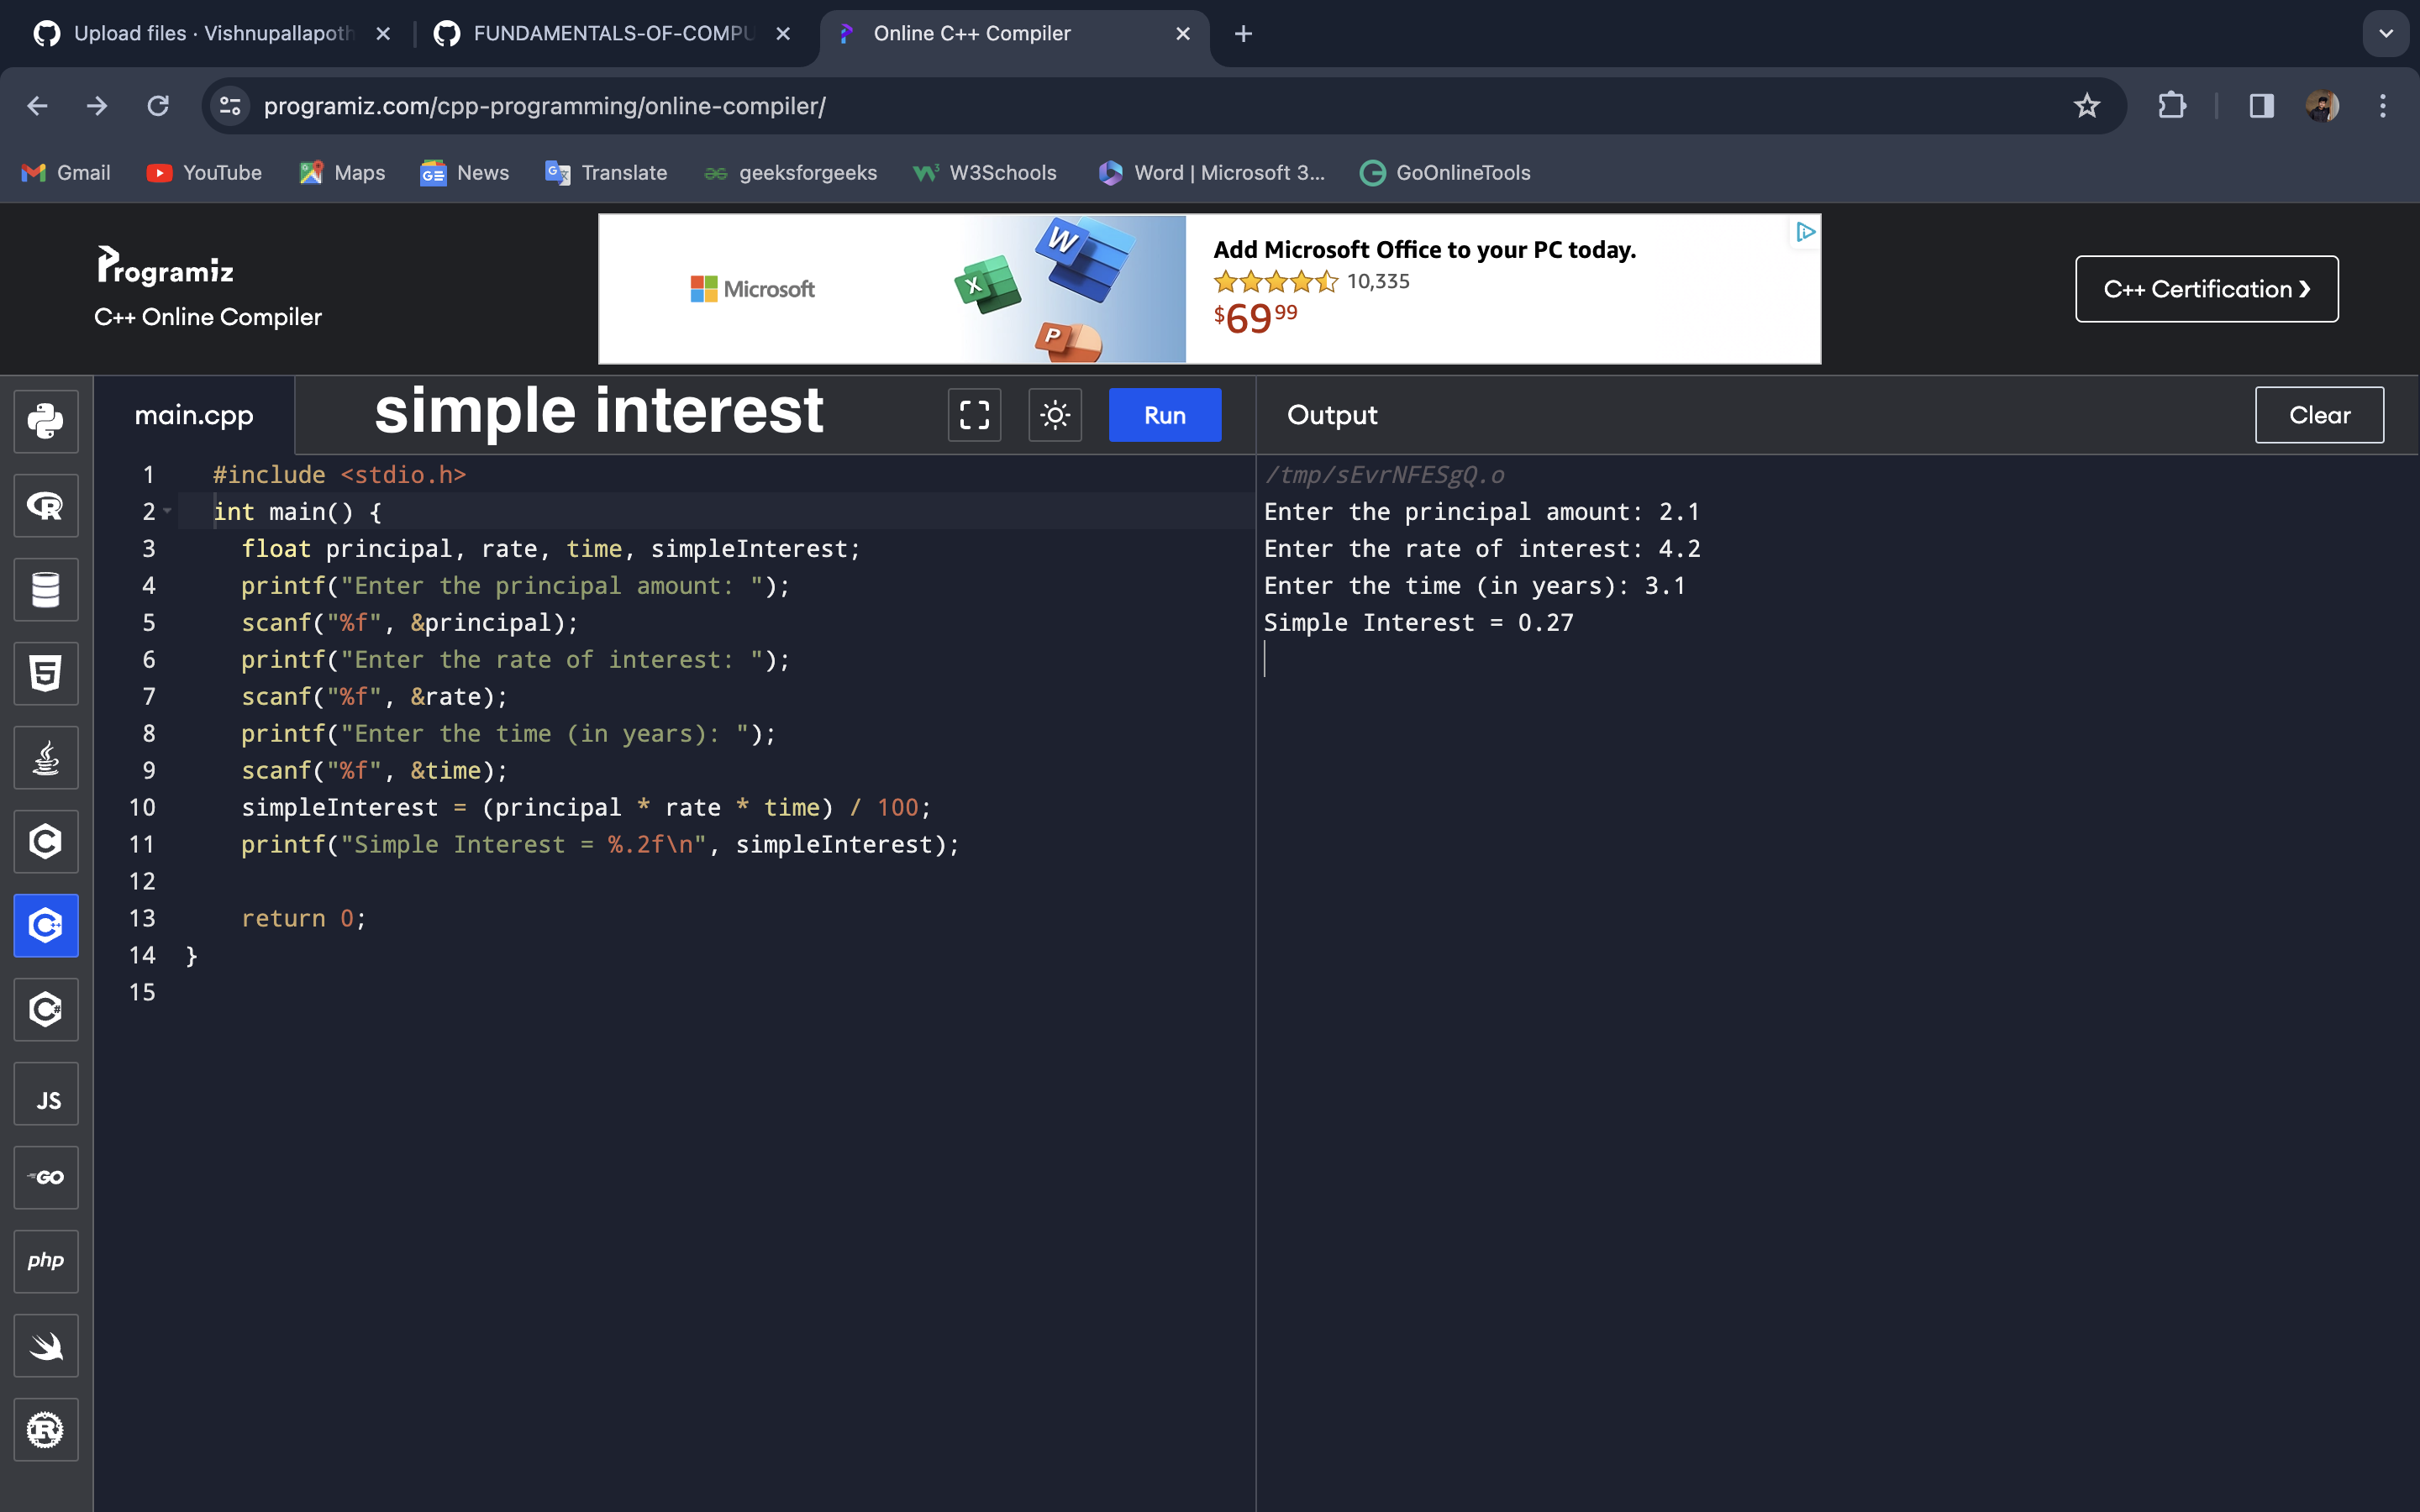 Upload files · Vishnupallapoth
FUNDAMENTALS-OF-COMPU
Online C++ Compiler
programiz.com/cpp-programming/online-compiler/
Gmail
YouTube
Maps
News
Translate
geeksforgeeks
W3Schools
Word | Microsoft 3...
GoOnlineTools
Programiz
C++ Online Compiler
Microsoft
Add Microsoft Office to your PC today.
10,335
$69 99
C++ Certification ❯
main.cpp
simple interest
Run
Output
Clear
1 #include <stdio.h>
2 int main() {
3 float principal, rate, time, simpleInterest;
4 printf("Enter the principal amount: ");
5 scanf("%f", &principal);
6 printf("Enter the rate of interest: ");
7 scanf("%f", &rate);
8 printf("Enter the time (in years): ");
9 scanf("%f", &time);
10 simpleInterest = (principal * rate * time) / 100;
11 printf("Simple Interest = %.2f\n", simpleInterest);
12
13 return 0;
14 }
15
/tmp/sEvrNFESgQ.o
Enter the principal amount: 2.1
Enter the rate of interest: 4.2
Enter the time (in years): 3.1
Simple Interest = 0.27
JS
GO
php